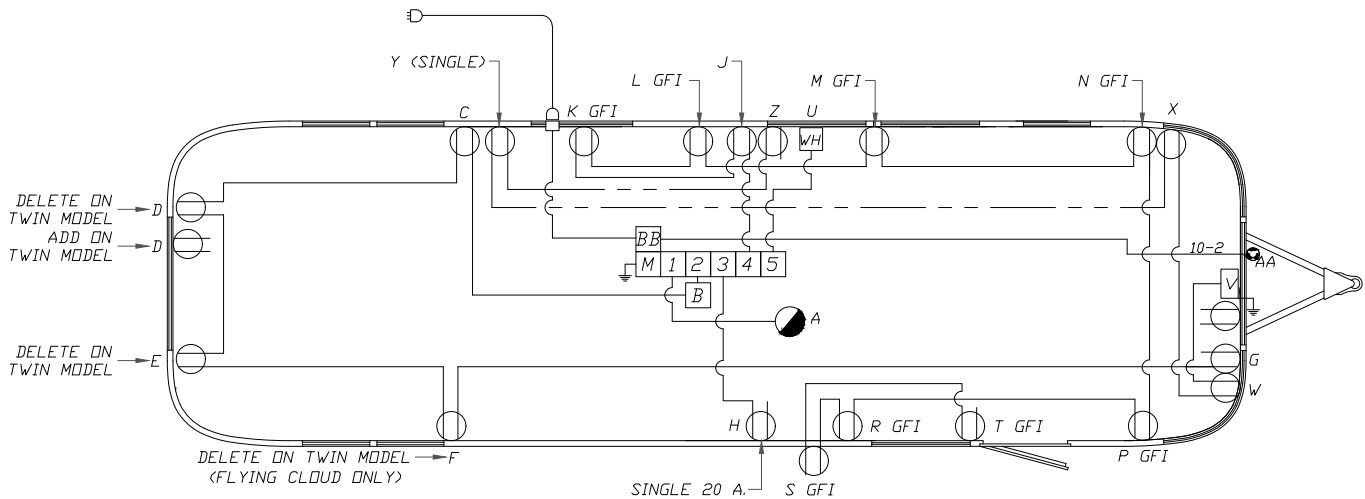 Y (SINGLE)
J
L GFI
M GFI
N GFI
C
K GFI
Z
U
X
WH
DELETE ON
TWIN MODEL
D
ADD ON
TWIN MODEL
D
BB
10-2
AA
M 1 2 3 4 5
V
B
A
DELETE ON
TWIN MODEL
E
G
W
H
R GFI
T GFI
DELETE ON TWIN MODEL
F
(FLYING CLOUD ONLY)
P GFI
SINGLE 20 A.
S GFI